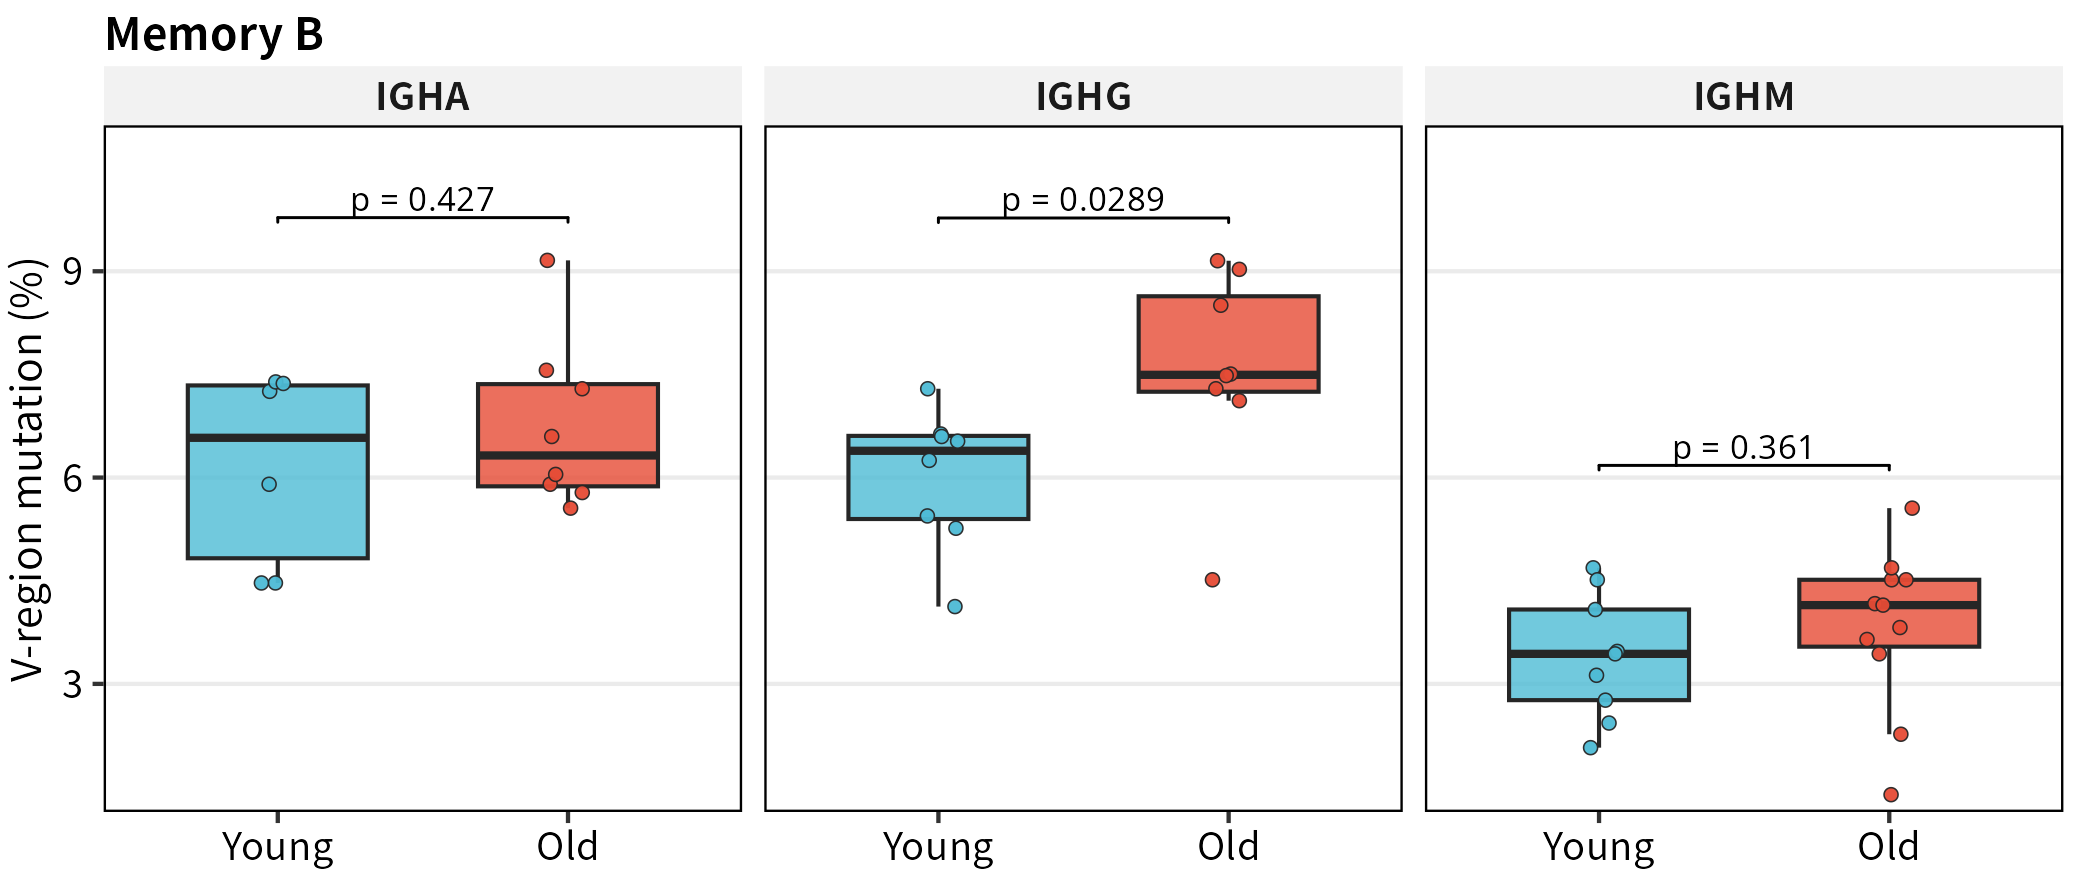 Memory B
IGHA
IGHG
IGHM
p = 0.427
p = 0.0289
p = 0.361
V-region mutation (%)
9
6
3
Young
Old
Young
Old
Young
Old